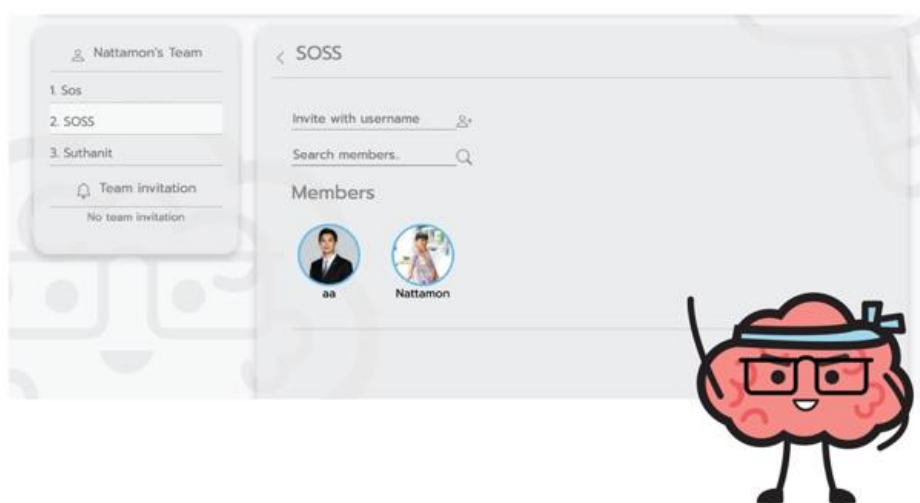 Nattamon's Team
1. Sos
2. SOSS
3. Suthanit
Team invitation
No team invitation
SOSS
Invite with username
Search members..
Members
aa
Nattamon